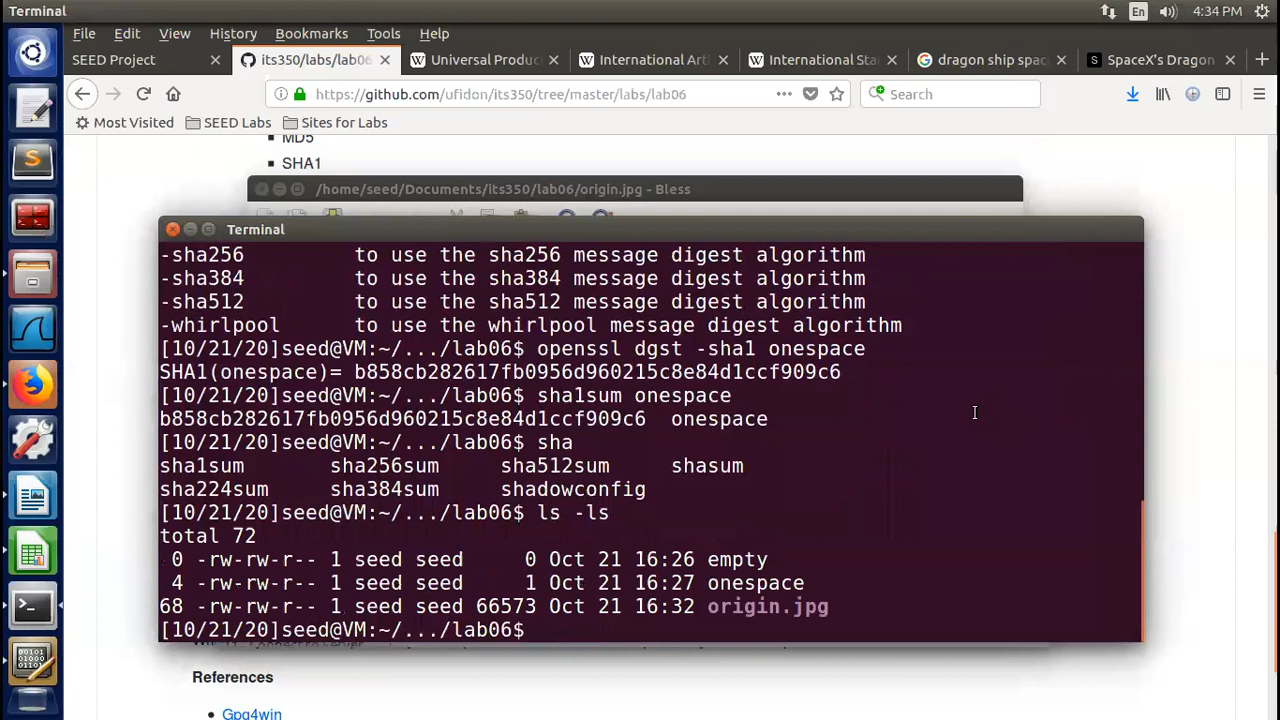 Terminal
En
4:34 PM
File Edit View History Bookmarks Tools Help
SEED Project
its350/labs/lab06
Universal Produc
International Arti
International Sta
dragon ship spac
SpaceX's Dragon
https://github.com/ufidon/its350/tree/master/labs/lab06
Search
Most Visited SEED Labs Sites for Labs
MD5
SHA1
/home/seed/Documents/its350/lab06/origin.jpg - Bless
Terminal
-sha256 to use the sha256 message digest algorithm
-sha384 to use the sha384 message digest algorithm
-sha512 to use the sha512 message digest algorithm
-whirlpool to use the whirlpool message digest algorithm
[10/21/20]seed@VM:~/.../lab06$ openssl dgst -sha1 onespace
SHA1(onespace)= b858cb282617fb0956d960215c8e84d1ccf909c6
[10/21/20]seed@VM:~/.../lab06$ sha1sum onespace
b858cb282617fb0956d960215c8e84d1ccf909c6 onespace
[10/21/20]seed@VM:~/.../lab06$ sha
sha1sum sha256sum sha512sum shasum
sha224sum sha384sum shadowconfig
[10/21/20]seed@VM:~/.../lab06$ ls -ls
total 72
0 -rw-rw-r-- 1 seed seed 0 Oct 21 16:26 empty
4 -rw-rw-r-- 1 seed seed 1 Oct 21 16:27 onespace
68 -rw-rw-r-- 1 seed seed 66573 Oct 21 16:32 origin.jpg
[10/21/20]seed@VM:~/.../lab06$
References
Gpg4win